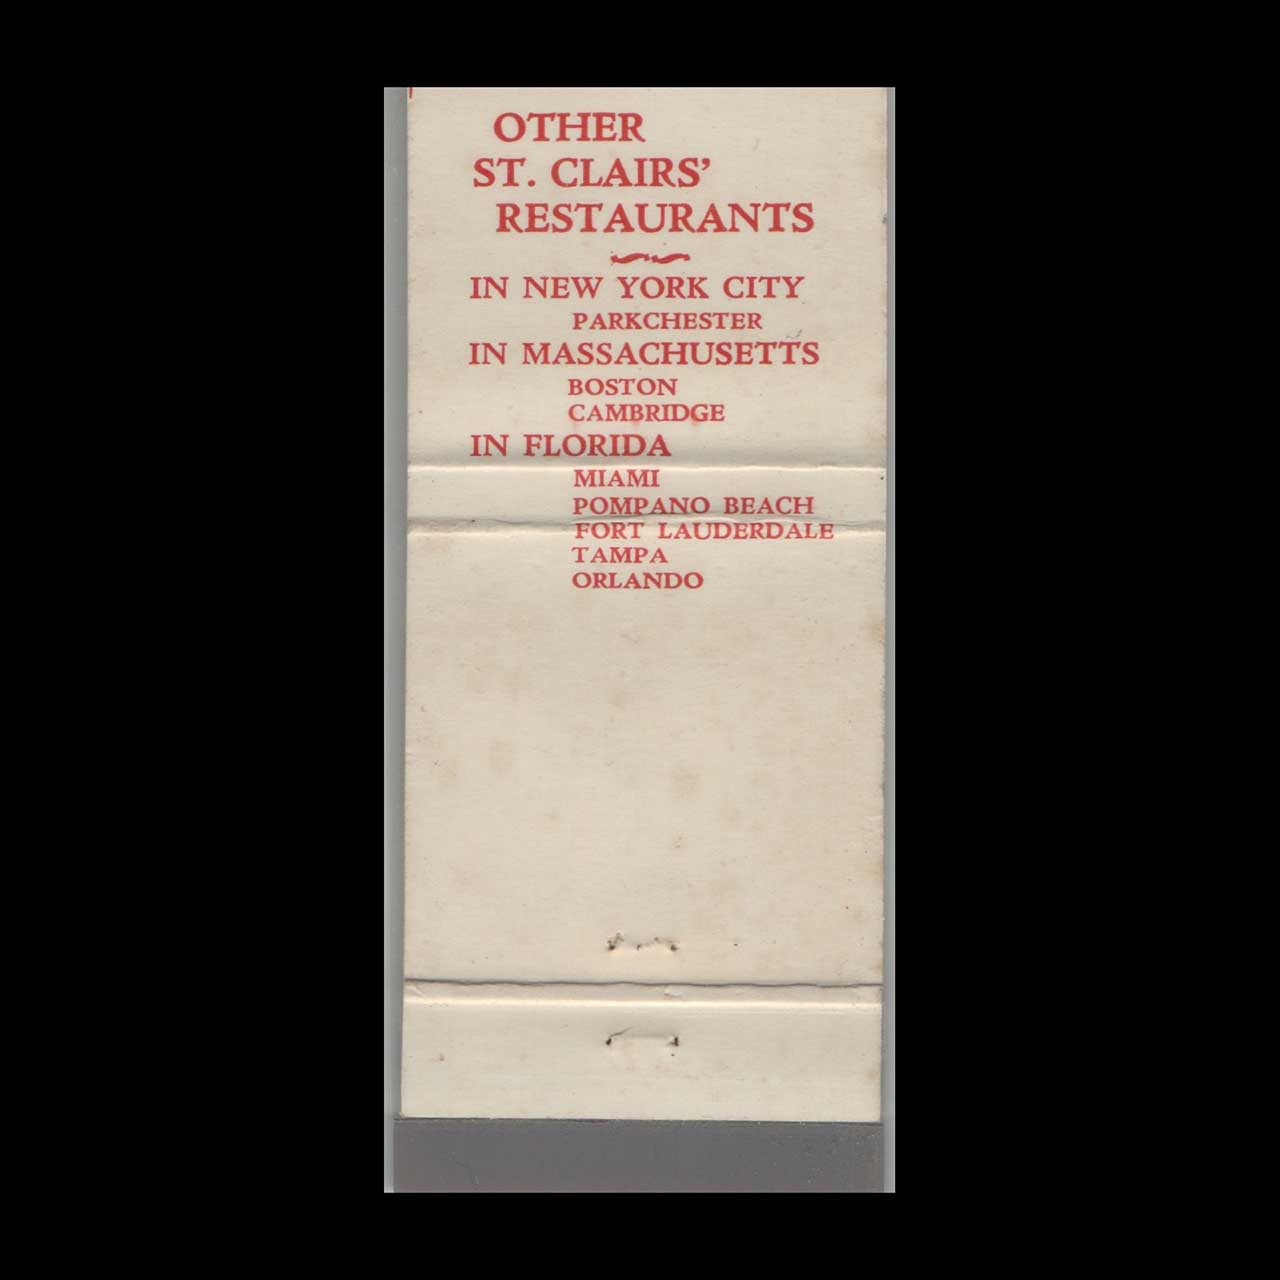 OTHER
ST. CLAIRS'
RESTAURANTS
IN NEW YORK CITY
PARKCHESTER
IN MASSACHUSETTS
BOSTON
CAMBRIDGE
IN FLORIDA
MIAMI
POMPANO BEACH
FORT LAUDERDALE
TAMPA
ORLANDO